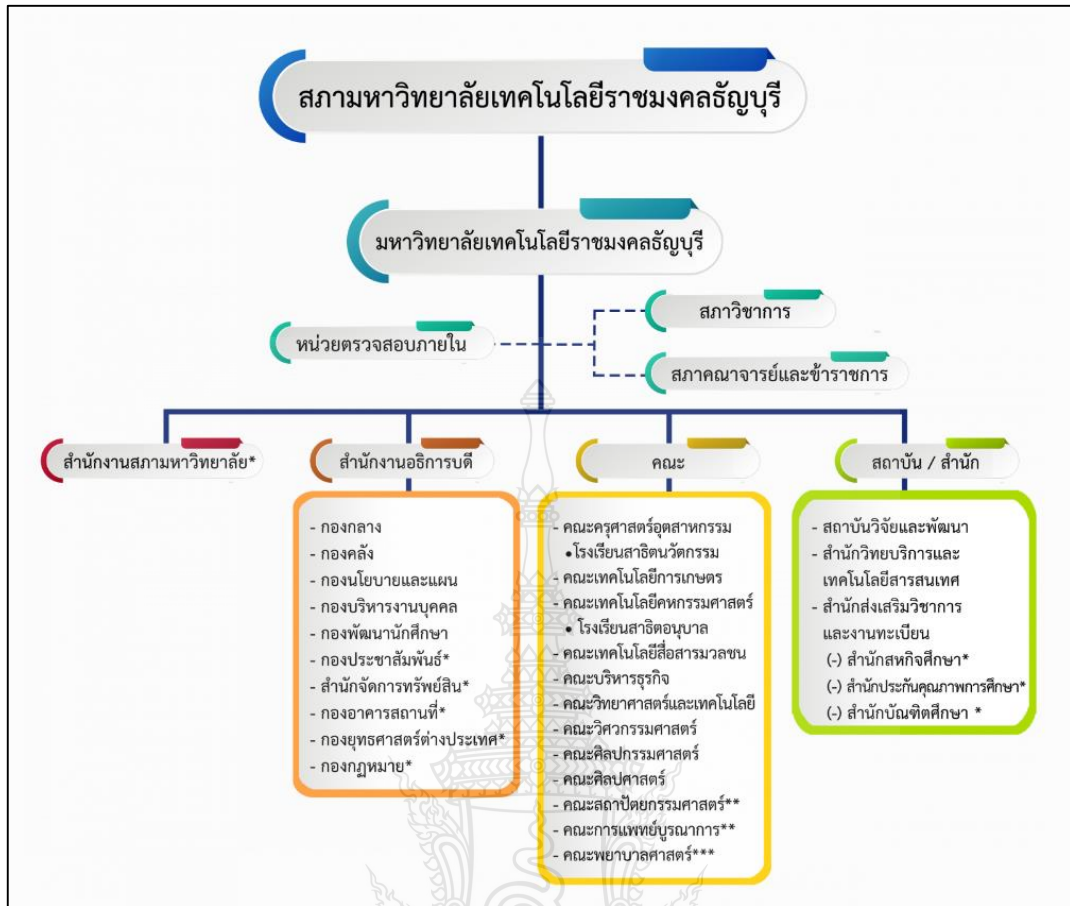 สภามหาวิทยาลัยเทคโนโลยีราชมงคลธัญบุรี
มหาวิทยาลัยเทคโนโลยีราชมงคลธัญบุรี
สภาวิชาการ
หน่วยตรวจสอบภายใน
สภาคณาจารย์และข้าราชการ
สำนักงานสภามหาวิทยาลัย*
สำนักงานอธิการบดี
- กองกลาง
- กองคลัง
- กองนโยบายและแผน
- กองบริหารงานบุคคล
- กองพัฒนานักศึกษา
- กองประชาสัมพันธ์*
- สำนักจัดการทรัพย์สิน*
- กองอาคารสถานที่*
- กองยุทธศาสตร์ต่างประเทศ*
- กองกฎหมาย*
คณะ
- คณะครุศาสตร์อุตสาหกรรม
•โรงเรียนสาธิตนวัตกรรม
- คณะเทคโนโลยีการเกษตร
- คณะเทคโนโลยีคหกรรมศาสตร์
• โรงเรียนสาธิตอนุบาล
- คณะเทคโนโลยีสื่อสารมวลชน
- คณะบริหารธุรกิจ
- คณะวิทยาศาสตร์และเทคโนโลยี
- คณะวิศวกรรมศาสตร์
- คณะศิลปกรรมศาสตร์
- คณะศิลปศาสตร์
- คณะสถาปัตยกรรมศาสตร์**
- คณะการแพทย์บูรณาการ**
- คณะพยาบาลศาสตร์***
สถาบัน / สำนัก
- สถาบันวิจัยและพัฒนา
- สำนักวิทยบริการและ
เทคโนโลยีสารสนเทศ
- สำนักส่งเสริมวิชาการ
และงานทะเบียน
(-) สำนักสหกิจศึกษา*
(-) สำนักประกันคุณภาพการศึกษา*
(-) สำนักบัณฑิตศึกษา *